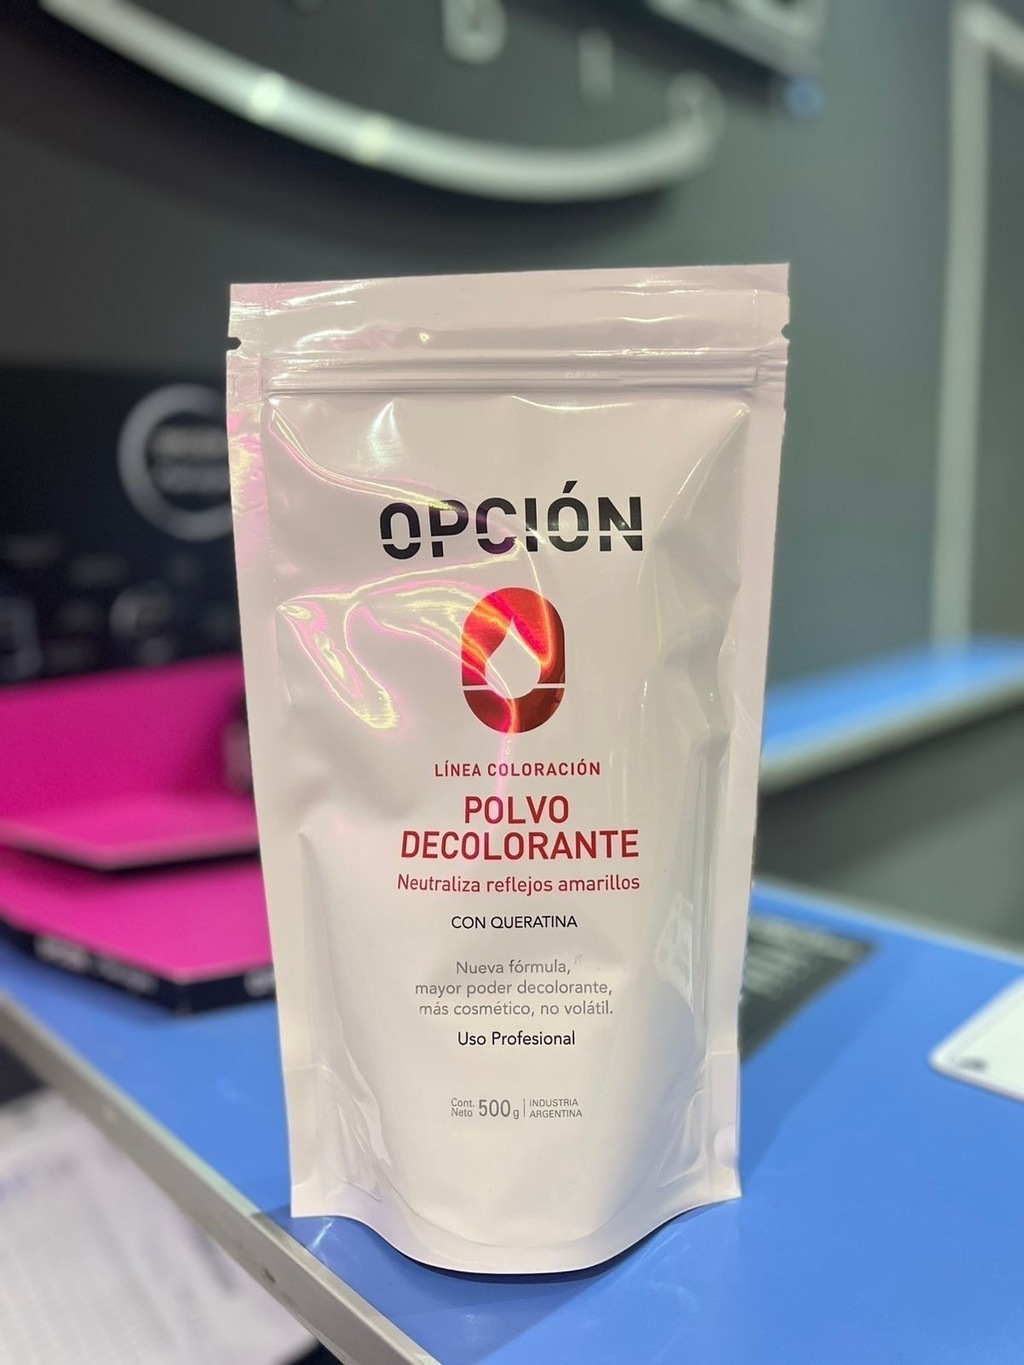 OPCIÓN
LÍNEA COLORACIÓN
POLVO
DECOLORANTE
Neutraliza reflejos amarillos
CON QUERATINA
Nueva fórmula,
mayor poder decolorante,
más cosmético, no volátil.
Uso Profesional
Cont.
Neto 500g
INDUSTRIA
ARGENTINA